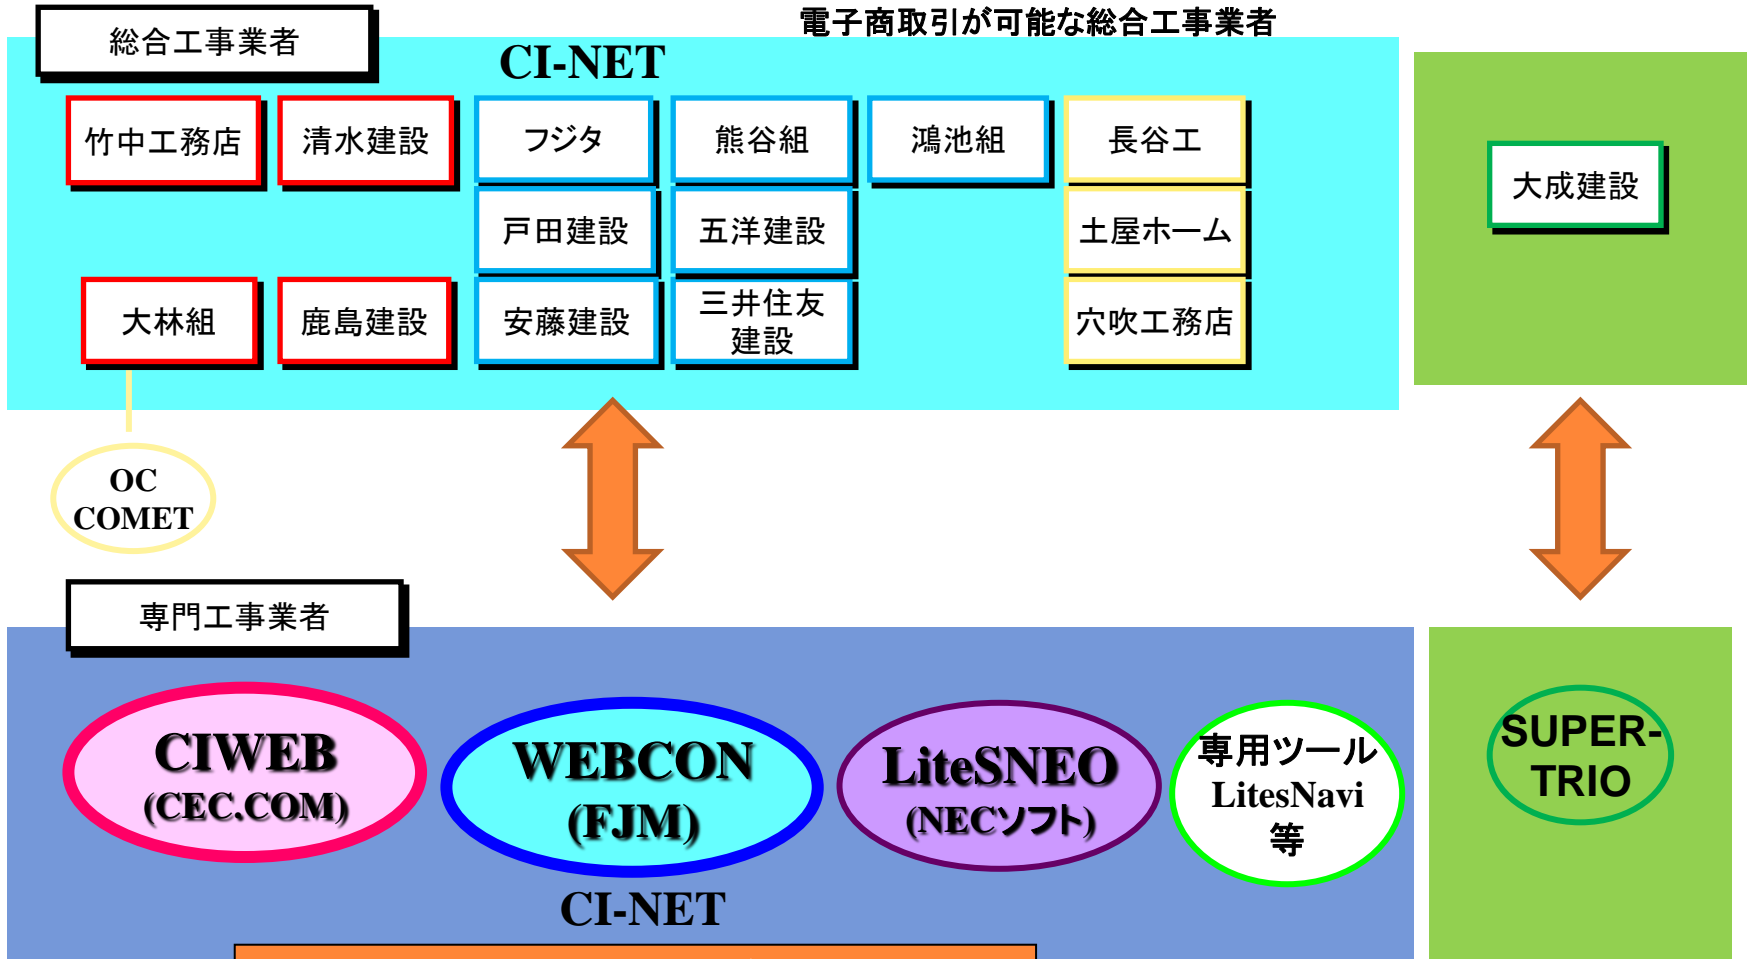 電子商取引が可能な総合工事業者
総合工事業者
CI-NET
竹中工務店
清水建設
フジタ
熊谷組
鴻池組
長谷工
大成建設
戸田建設
五洋建設
土屋ホーム
大林組
鹿島建設
安藤建設
三井住友
建設
穴吹工務店
OC
COMET
専門工事業者
CIWEB
(CEC.COM)
WEBCON
(FJM)
LiteSNEO
(NECソフト)
専用ツール
LitesNavi
等
SUPER-
TRIO
CI-NET